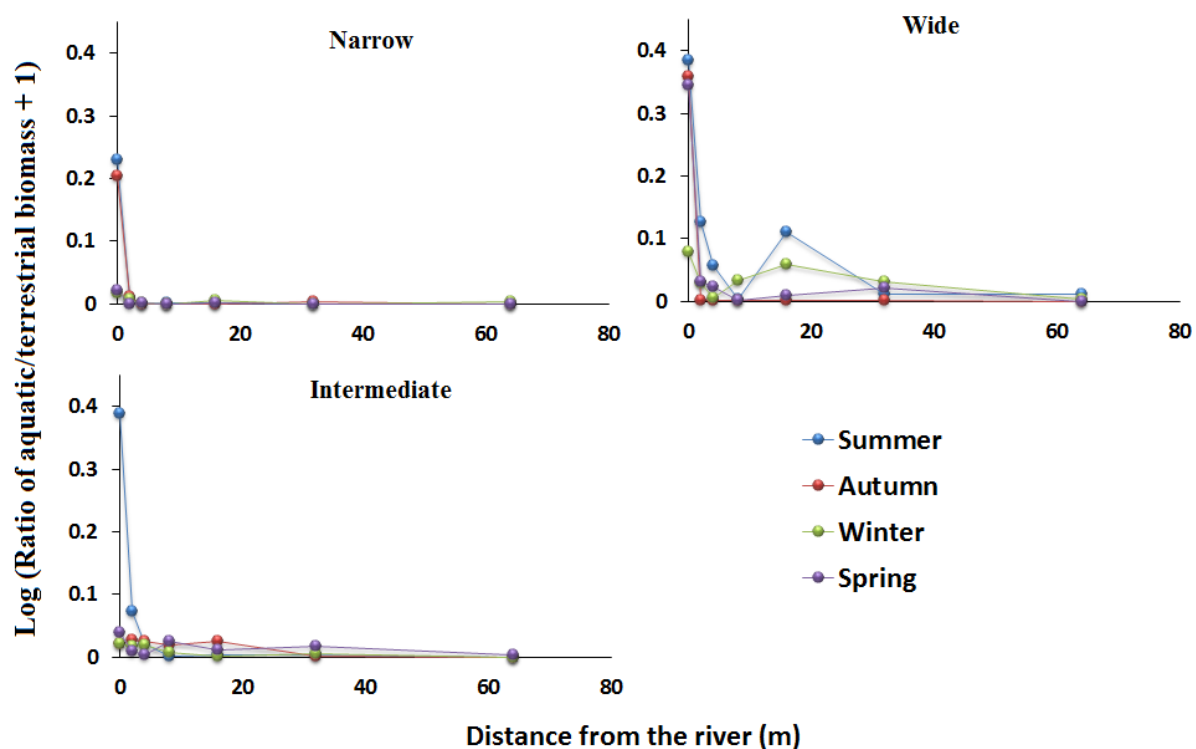 Log (Ratio of aquatic/terrestrial biomass + 1)
Narrow
0.4
0.3
0.2
0.1
0
0 20 40 60 80
Wide
0.4
0.3
0.2
0.1
0
0 20 40 60 80
Intermediate
0.4
0.3
0.2
0.1
0
0 20 40 60 80
Summer
Autumn
Winter
Spring
Distance from the river (m)